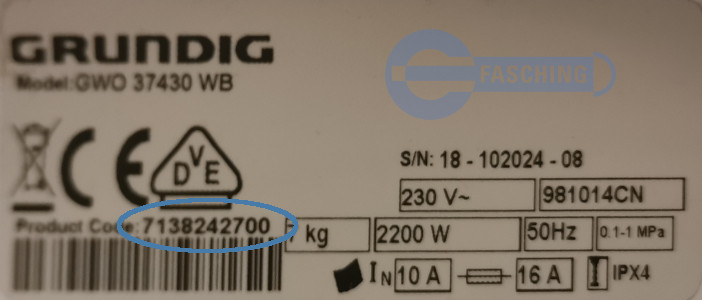 GRUNDIG
FASCHING
Model:GWO 37430 WB
DVE
S/N: 18 - 102024 - 08
230 V~ 981014CN
Product Code: 7138242700 7 kg 2200 W 50Hz 0.1-1 MPa
IN 10 A 16 A IPX4